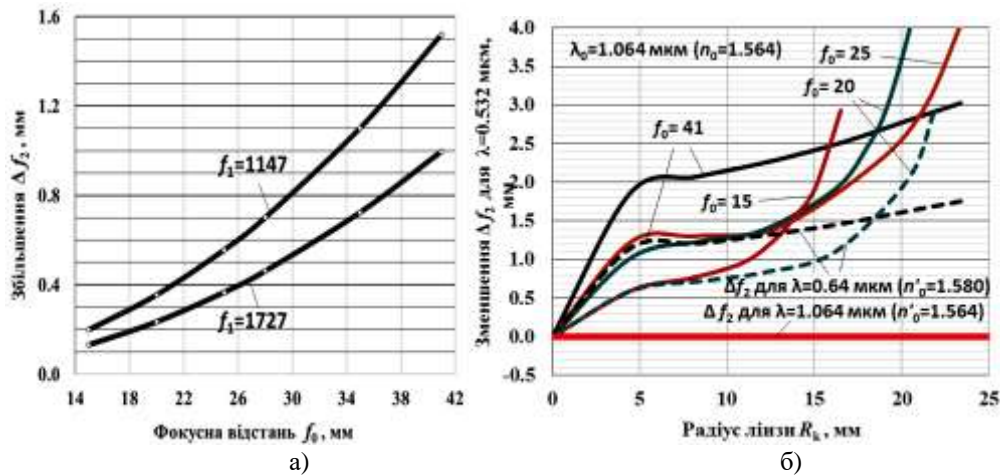 Збільшення Δf₂, мм
1.6
1.2
0.8
0.4
0.0
f₁=1147
f₁=1727
14 18 22 26 30 34 38 42
Фокусна відстань f₀, мм
а)
Зменшення Δf₂ для λ=0.532 мкм,
мм
4.0
3.5
3.0
2.5
2.0
1.5
1.0
0.5
0.0
-0.5
λ₀=1.064 мкм (n₀=1.564)
f₀= 25
f₀= 20
f₀= 41
f₀= 15
Δf₂ для λ=0.64 мкм (n'₀=1.580)
Δf₂ для λ=1.064 мкм (n'₀=1.564)
0 5 10 15 20 25
Радіус лінзи Rₖ, мм
б)